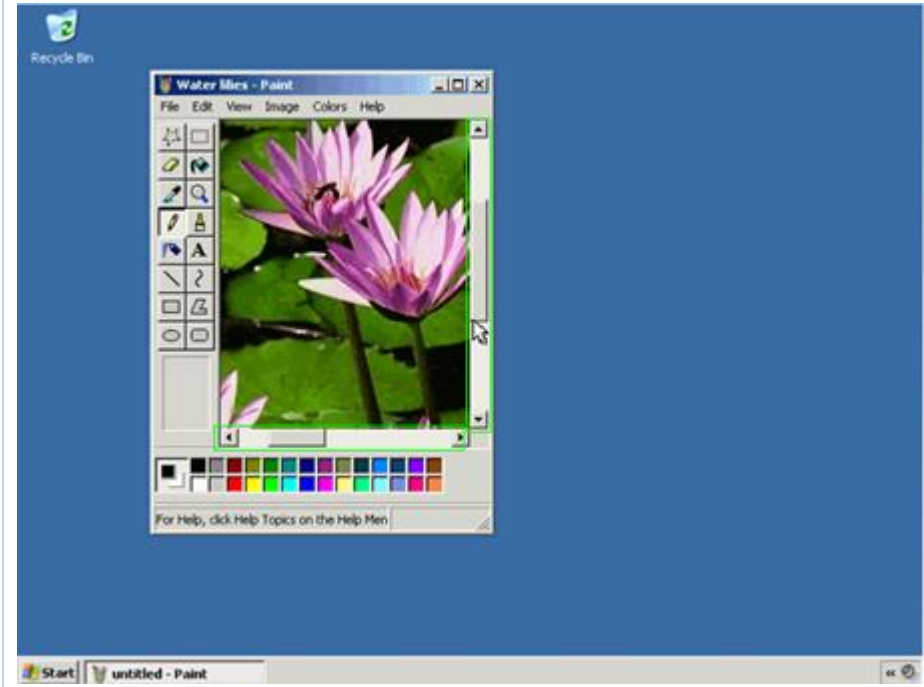 Recycle Bin
Water lilies - Paint
File Edit View Image Colors Help
A
For Help, click Help Topics on the Help Men
Start
untitled - Paint